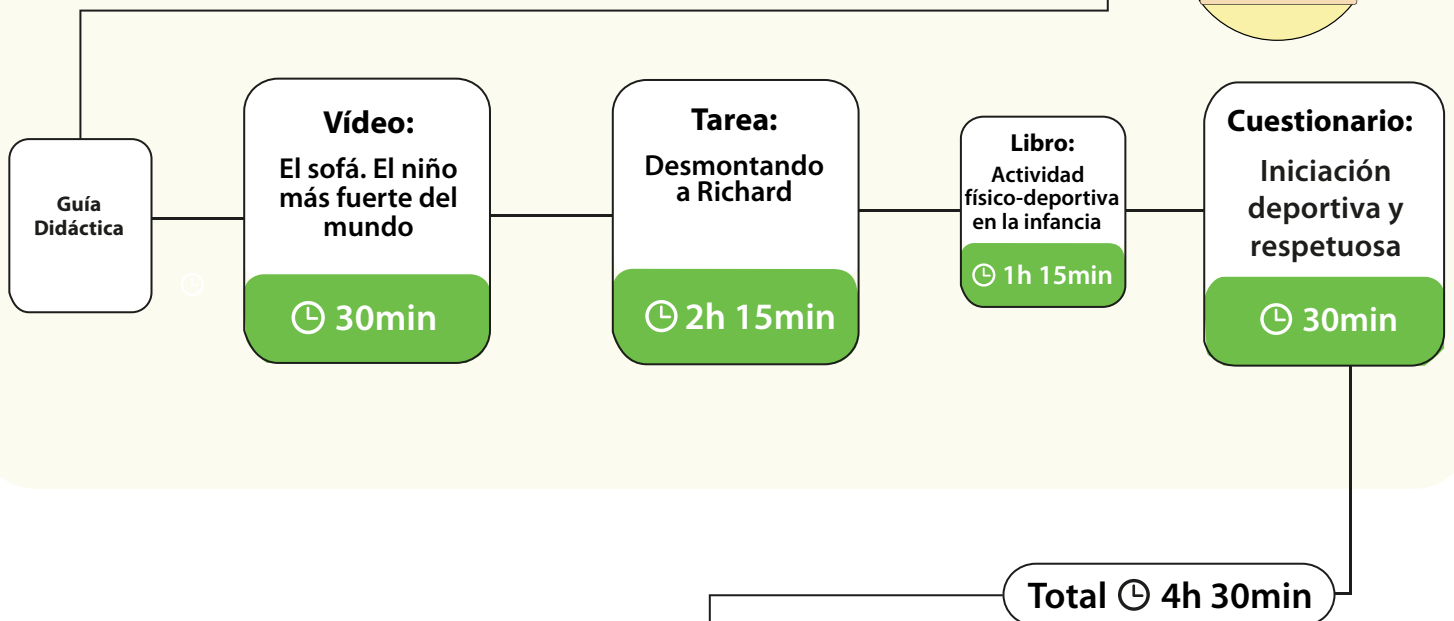 Guía
Didáctica
Vídeo:
El sofá. El niño
más fuerte del
mundo
30min
Tarea:
Desmontando
a Richard
2h 15min
Libro:
Actividad
físico-deportiva
en la infancia
1h 15min
Cuestionario:
Iniciación
deportiva y
respetuosa
30min
Total 4h 30min